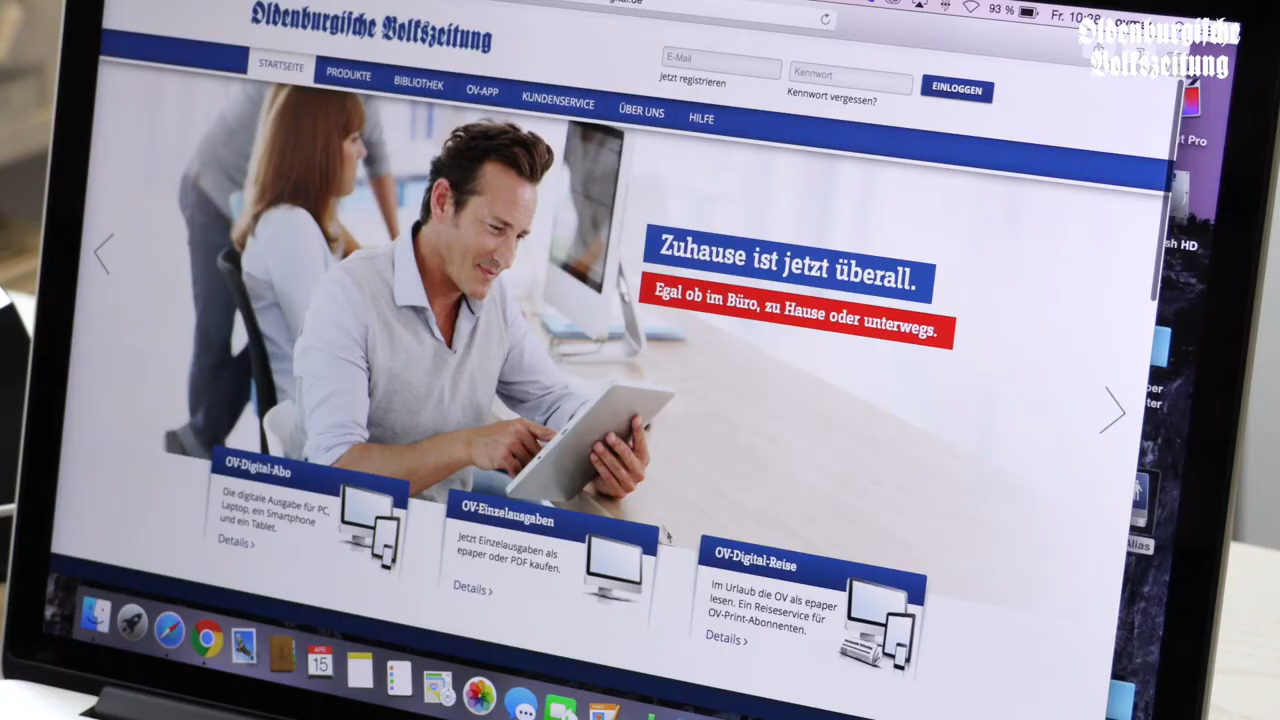 Oldenburgische Volkszeitung
93 %
Fr. 10:28
Oldenburgische
Volkszeitung
E-Mail
Kennwort
EINLOGGEN
Jetzt registrieren
Kennwort vergessen?
STARTSEITE
PRODUKTE
BIBLIOTHEK
OV-APP
KUNDENSERVICE
ÜBER UNS
HILFE
Zuhause ist jetzt überall.
Egal ob im Büro, zu Hause oder unterwegs.
OV-Digital-Abo
Die digitale Ausgabe für PC,
Laptop, ein Smartphone
und ein Tablet.
Details >
OV-Einzelausgaben
Jetzt Einzelausgaben als
epaper oder PDF kaufen.
Details >
OV-Digital-Reise
Im Urlaub die OV als epaper
lesen. Ein Reiseservice für
OV-Print-Abonnenten.
Details >
Pro
HD
Alias
APR
15